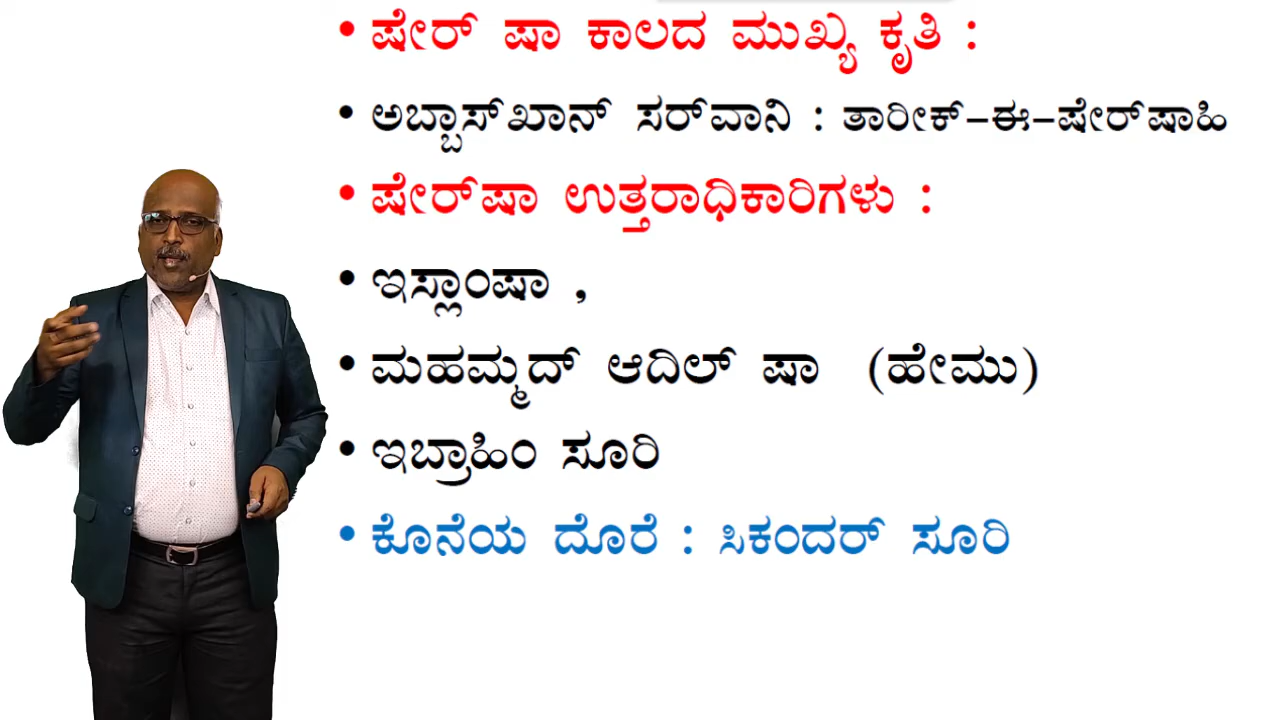 • ಷೇರ್ ಷಾ ಕಾಲದ ಮುಖ್ಯ ಕೃತಿ :
• ಅಬ್ಬಾಸ್‌ಖಾನ್ ಸರ್‌ವಾನಿ : ತಾರೀಕ್-ಈ-ಷೇರ್‌ಷಾಹಿ
• ಷೇರ್‌ಷಾ ಉತ್ತರಾಧಿಕಾರಿಗಳು :
• ಇಸ್ಲಾಂಷಾ ,
• ಮಹಮ್ಮದ್ ಆದಿಲ್ ಷಾ (ಹೇಮು)
• ಇಬ್ರಾಹಿಂ ಸೂರಿ
• ಕೊನೆಯ ದೊರೆ : ಸಿಕಂದರ್ ಸೂರಿ